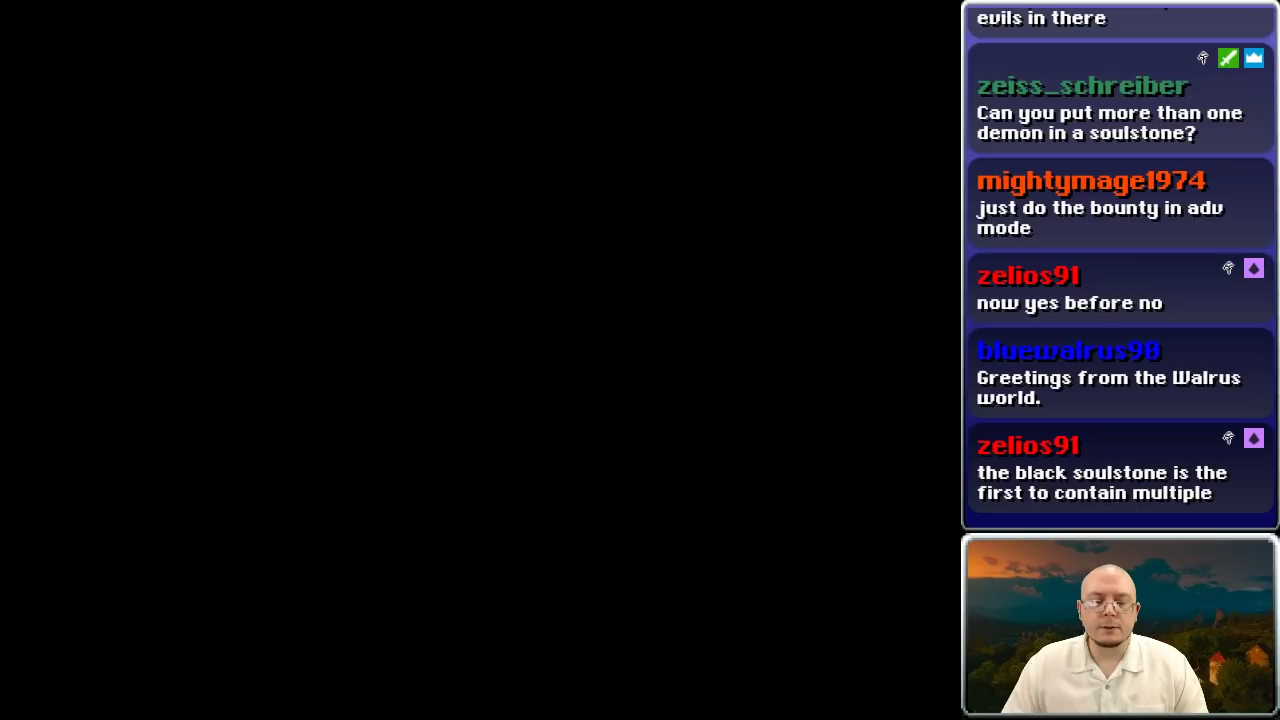 evils in there
zeiss_schreiber
Can you put more than one
demon in a soulstone?
mightymage1974
just do the bounty in adv
mode
zelios91
now yes before no
bluewalrus90
Greetings from the Walrus
world.
zelios91
the black soulstone is the
first to contain multiple